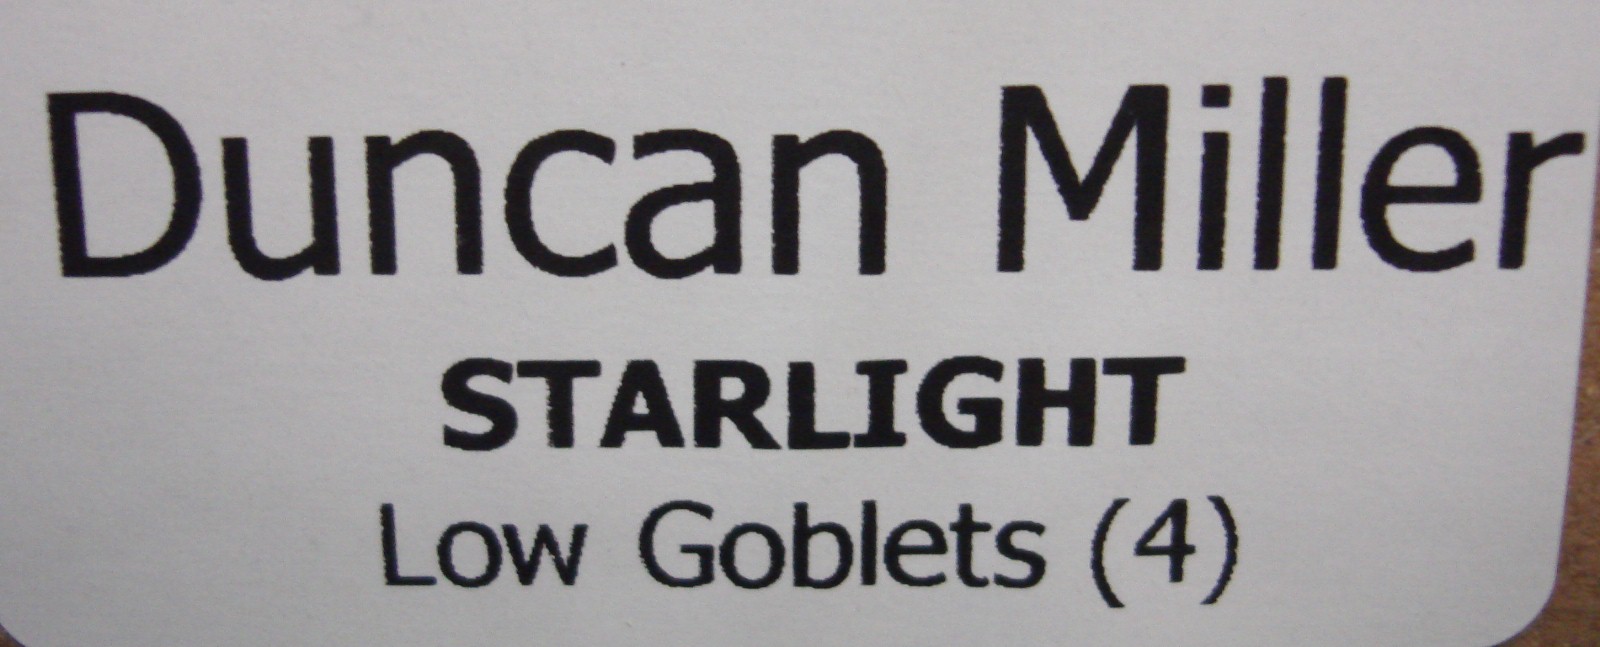 Duncan Miller
STARLIGHT
Low Goblets (4)